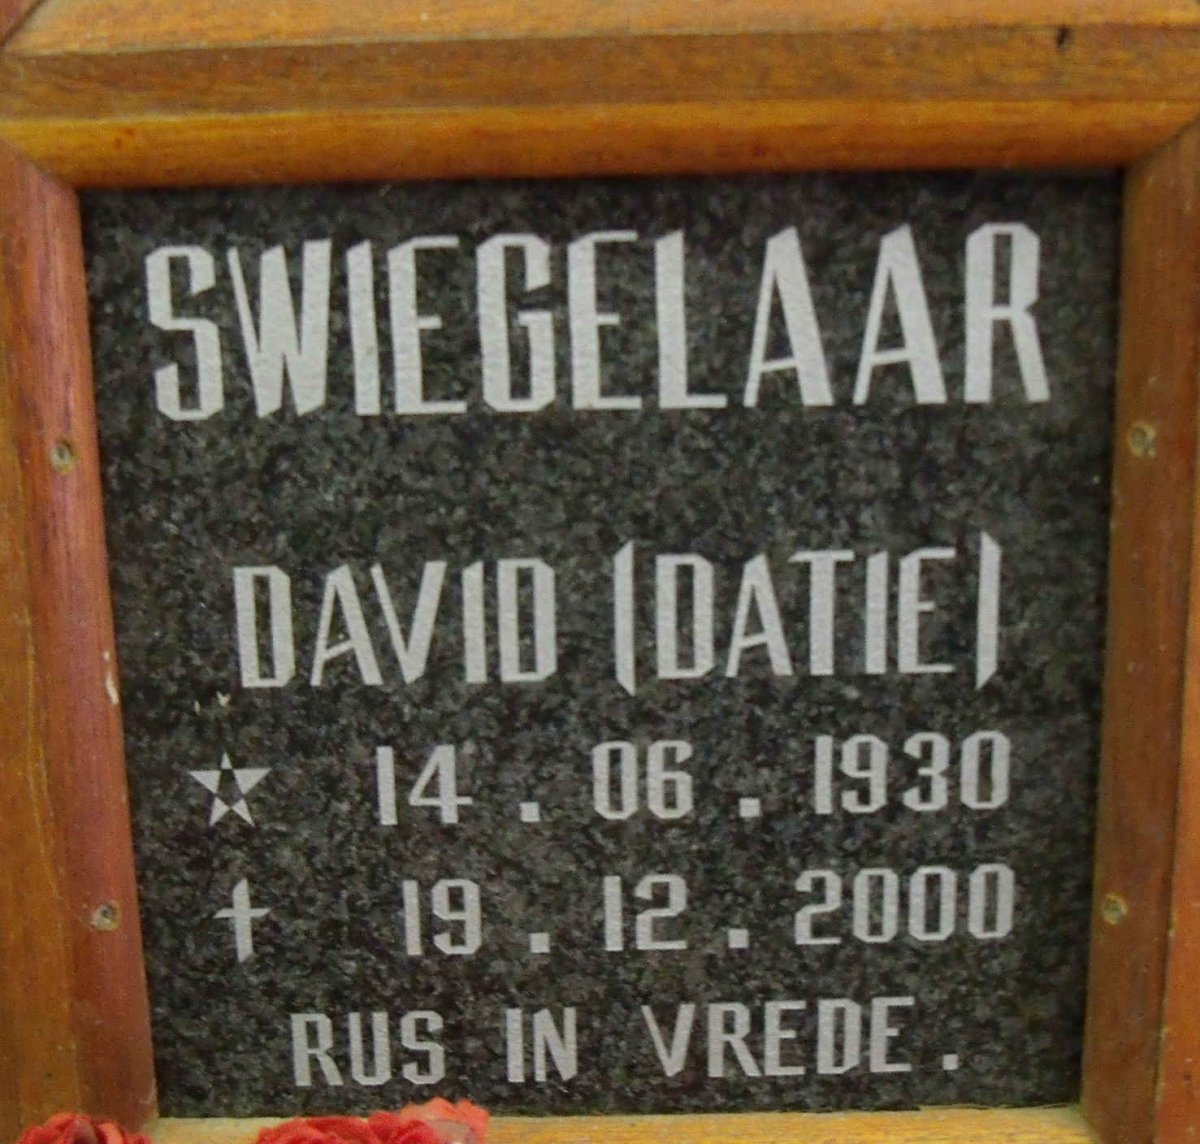 SWIEGELAAR
DAVID (DATIE)
14 . 06 . 1930
19 . 12 . 2000
RUS IN VREDE .